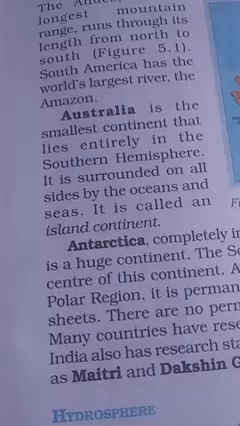 The Andes,
longest mountain
range, runs through its
length from north to
south (Figure 5.1).
South America has the
world's largest river, the
Amazon.
Australia is the
smallest continent that
lies entirely in the
Southern Hemisphere.
It is surrounded on all
sides by the oceans and
seas. It is called an
island continent.
Antarctica, completely in
is a huge continent. The So
centre of this continent. A
Polar Region, it is perman
sheets. There are no perm
Many countries have rese
India also has research sta
as Maitri and Dakshin G
HYDROSPHERE